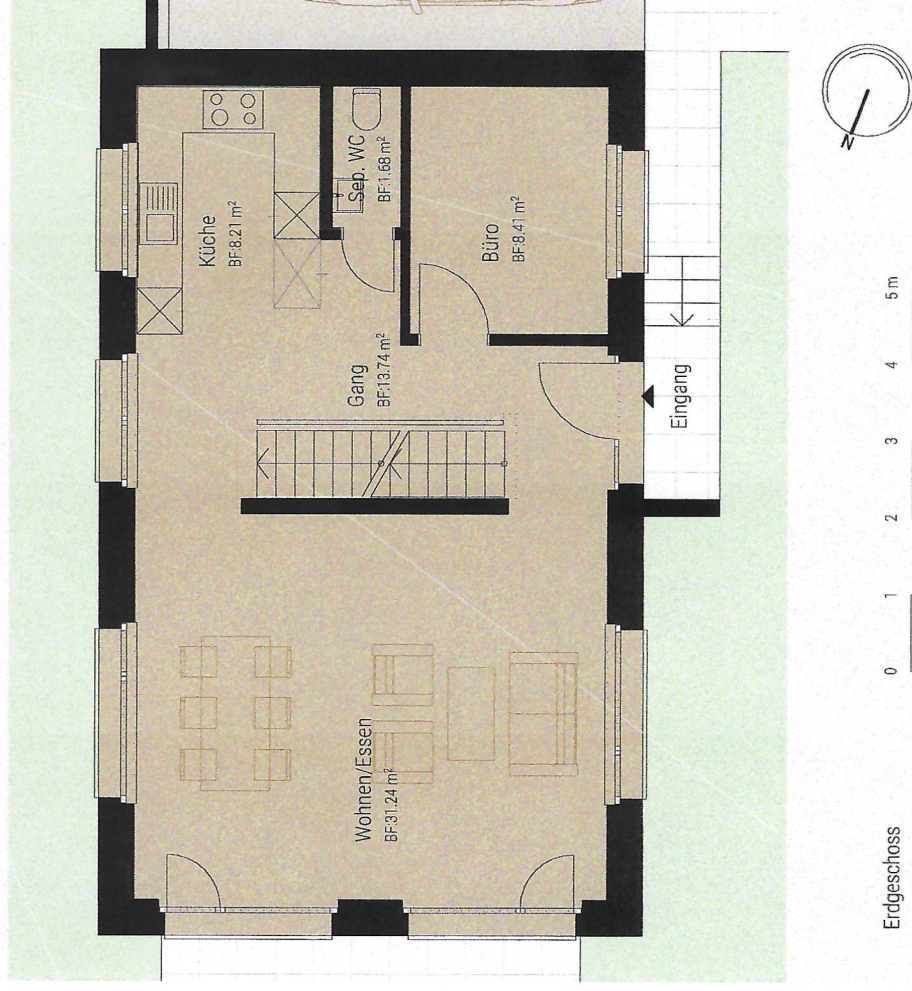 Küche
BF:8.21 m²
Sep. WC
BF:1.68 m²
Büro
BF:8.41 m²
Gang
BF:13.74 m²
Eingang
Wohnen/Essen
BF:31.24 m²
N
0 1 2 3 4 5 m
Erdgeschoss